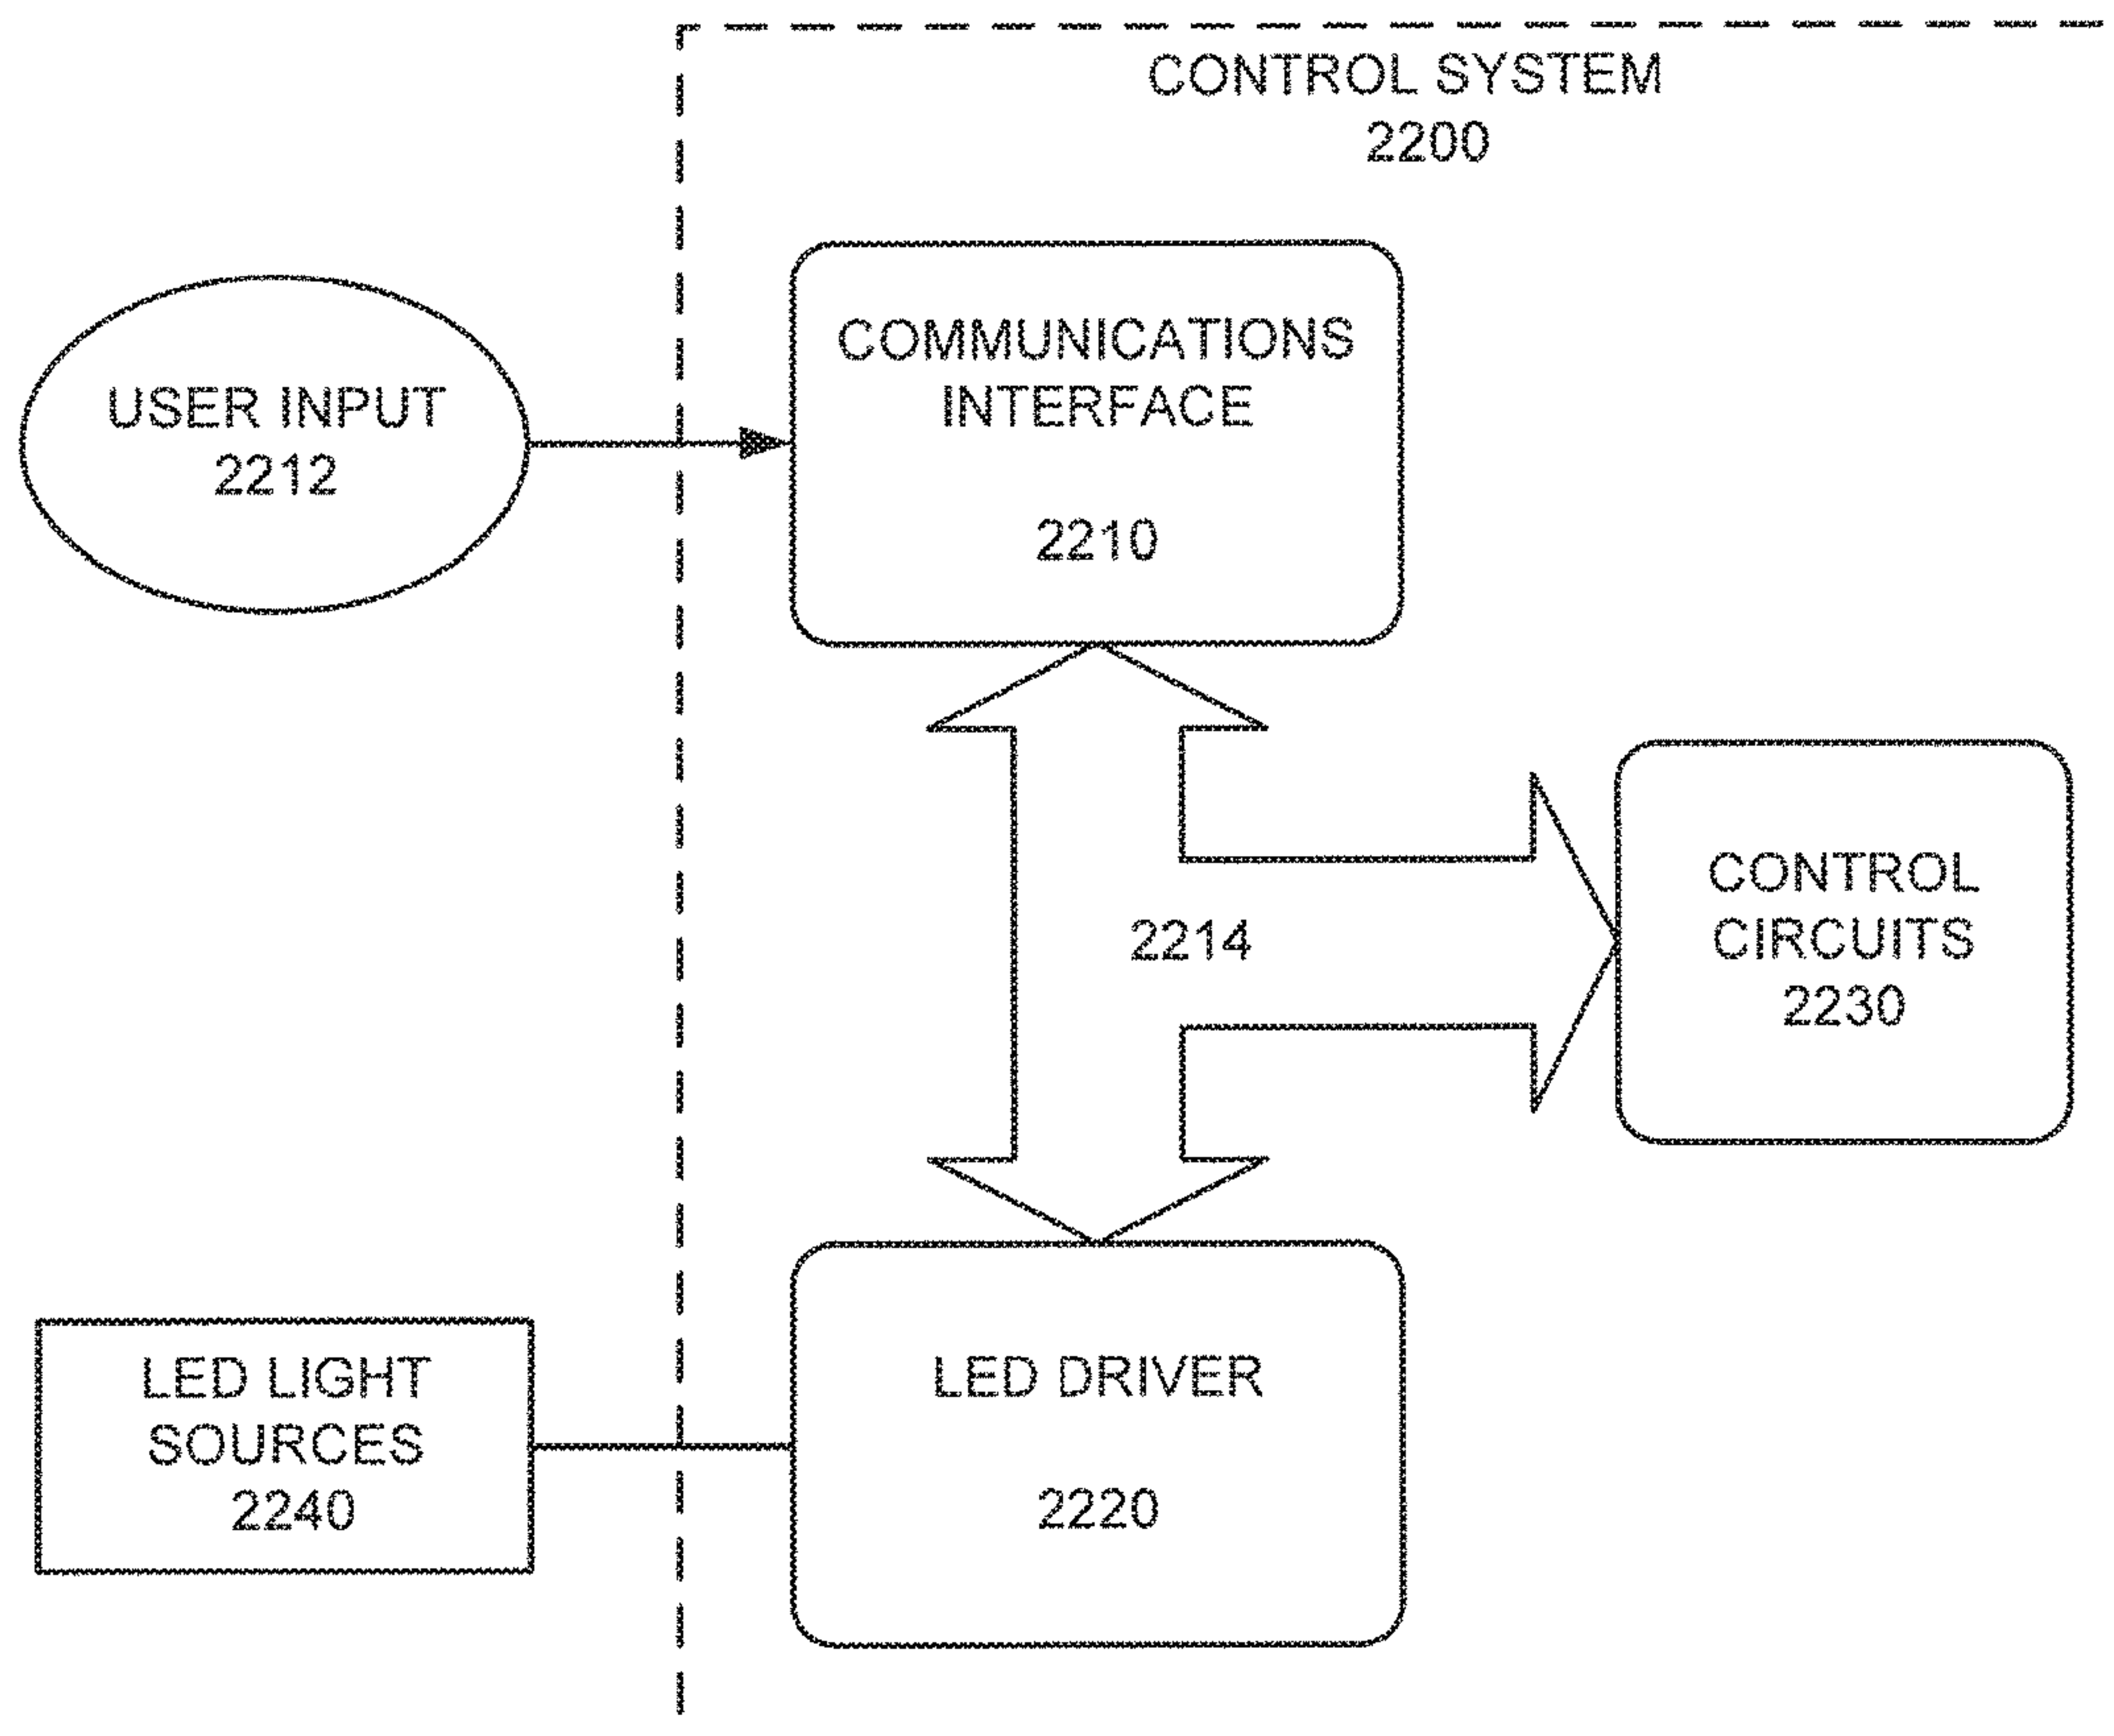 CONTROL SYSTEM
2200
USER INPUT
2212
COMMUNICATIONS
INTERFACE
2210
2214
CONTROL
CIRCUITS
2230
LED LIGHT
SOURCES
2240
LED DRIVER
2220